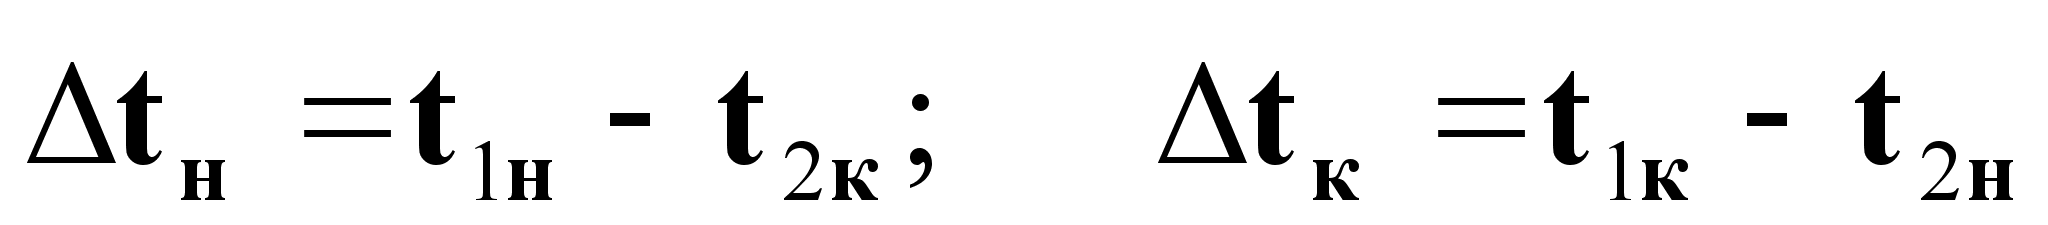 Δtн = t1н - t2к ; Δtк = t1к - t2н